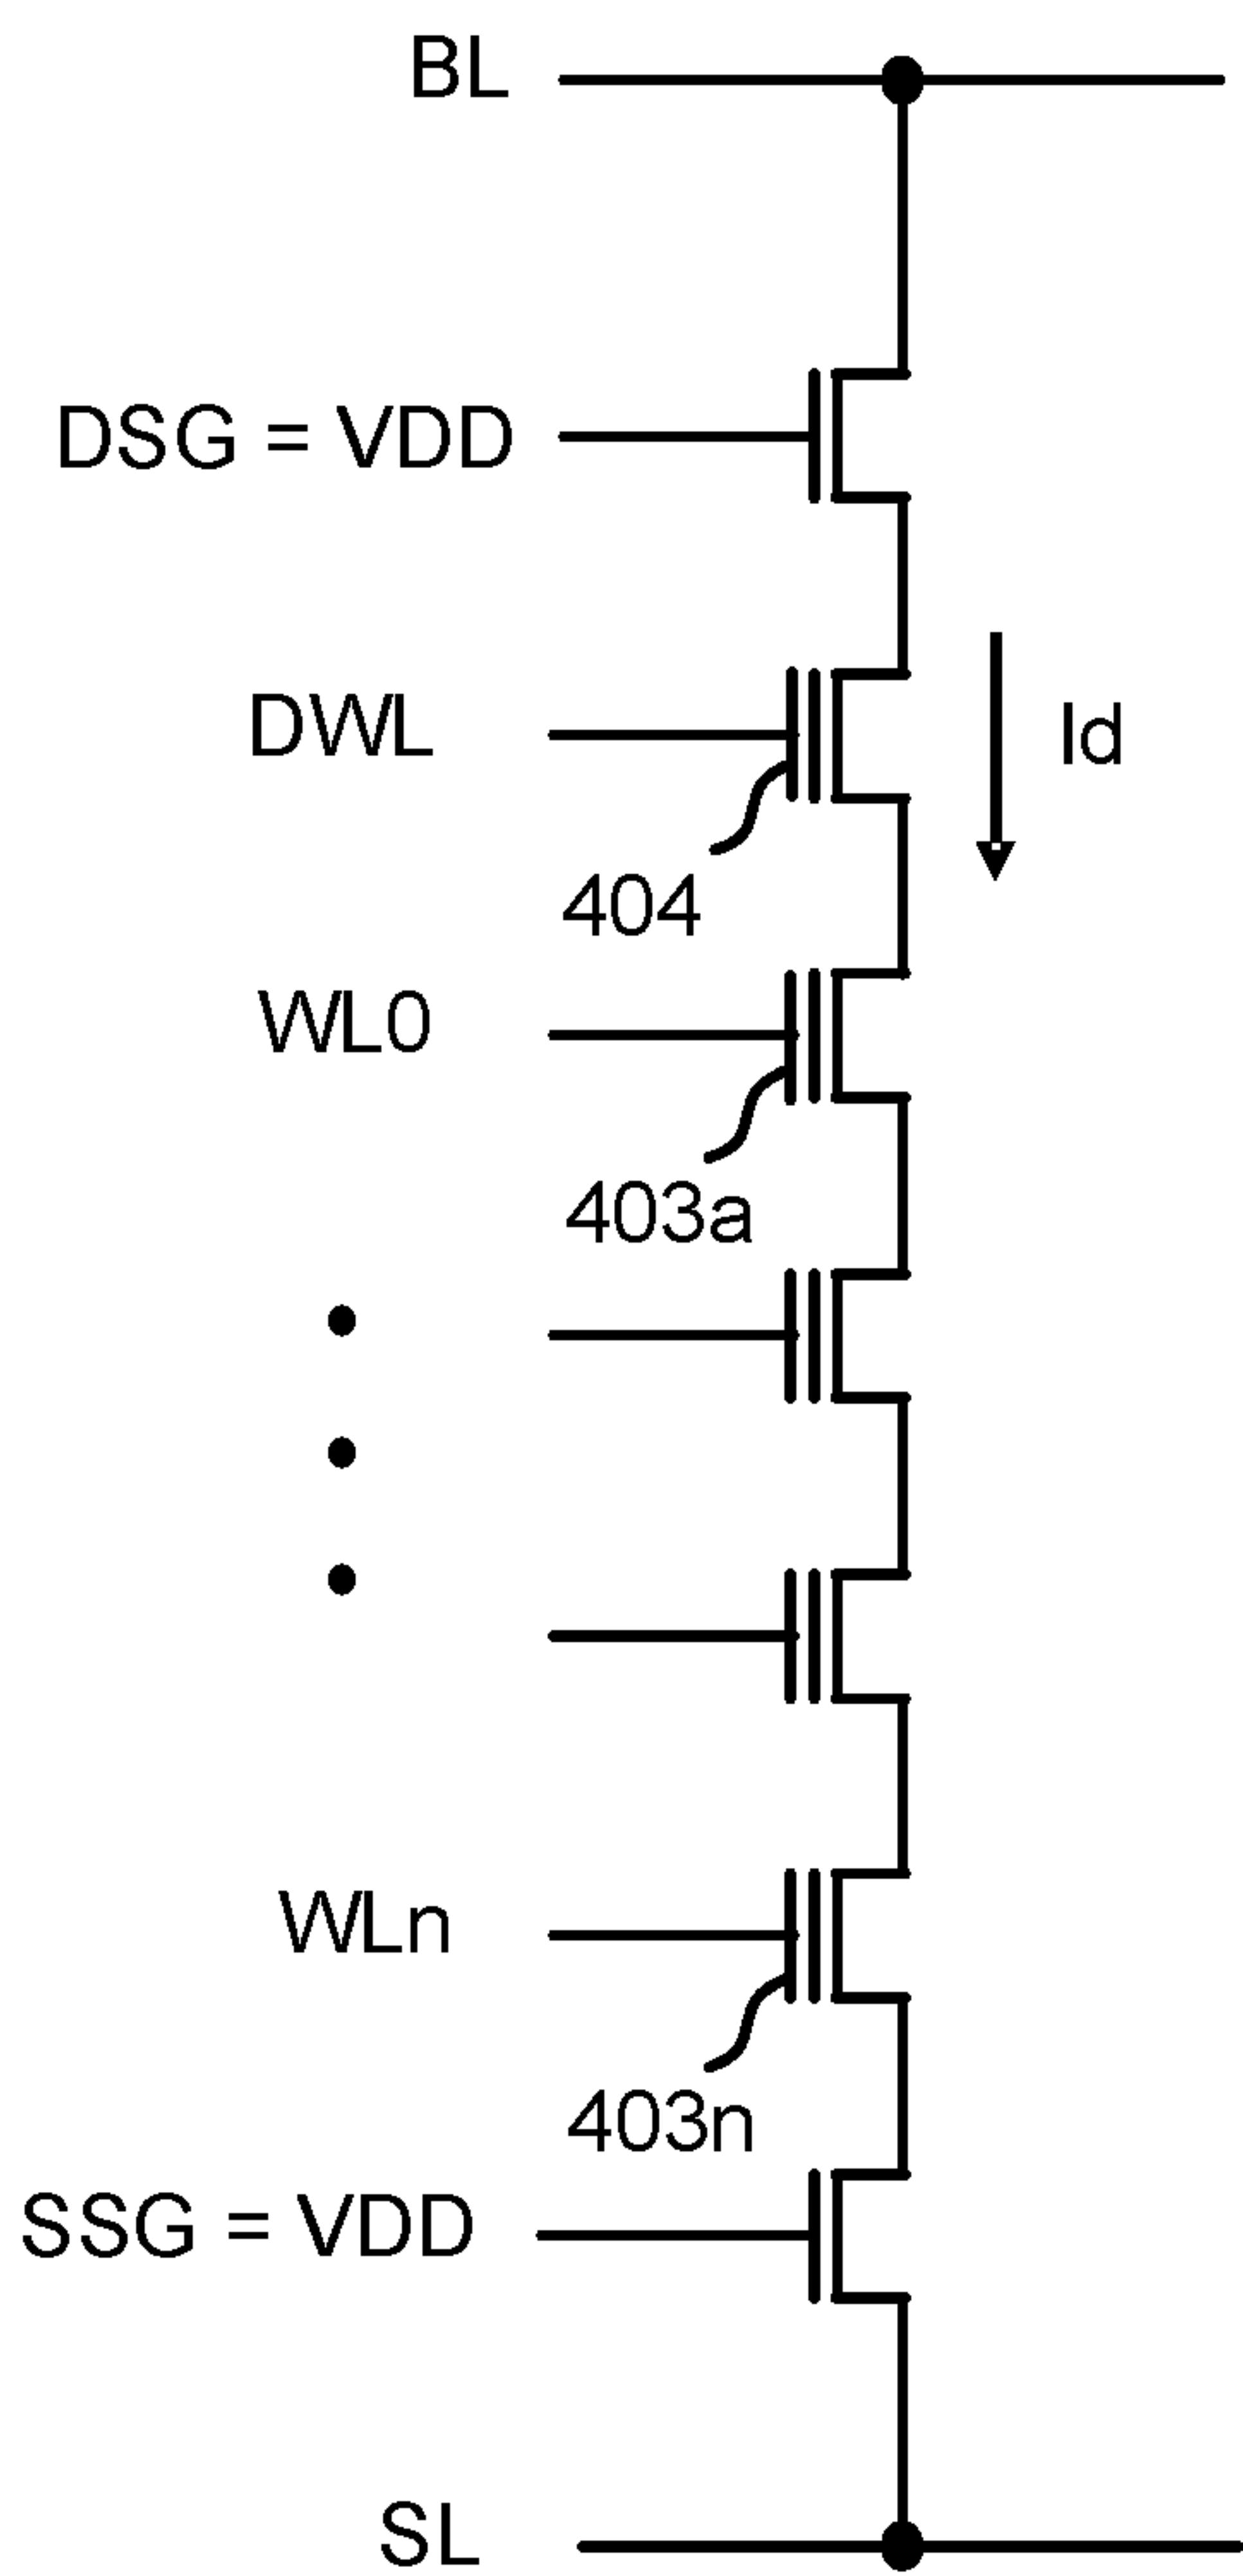 BL
DSG = VDD
DWL
Id
404
WL0
403a
WLn
403n
SSG = VDD
SL